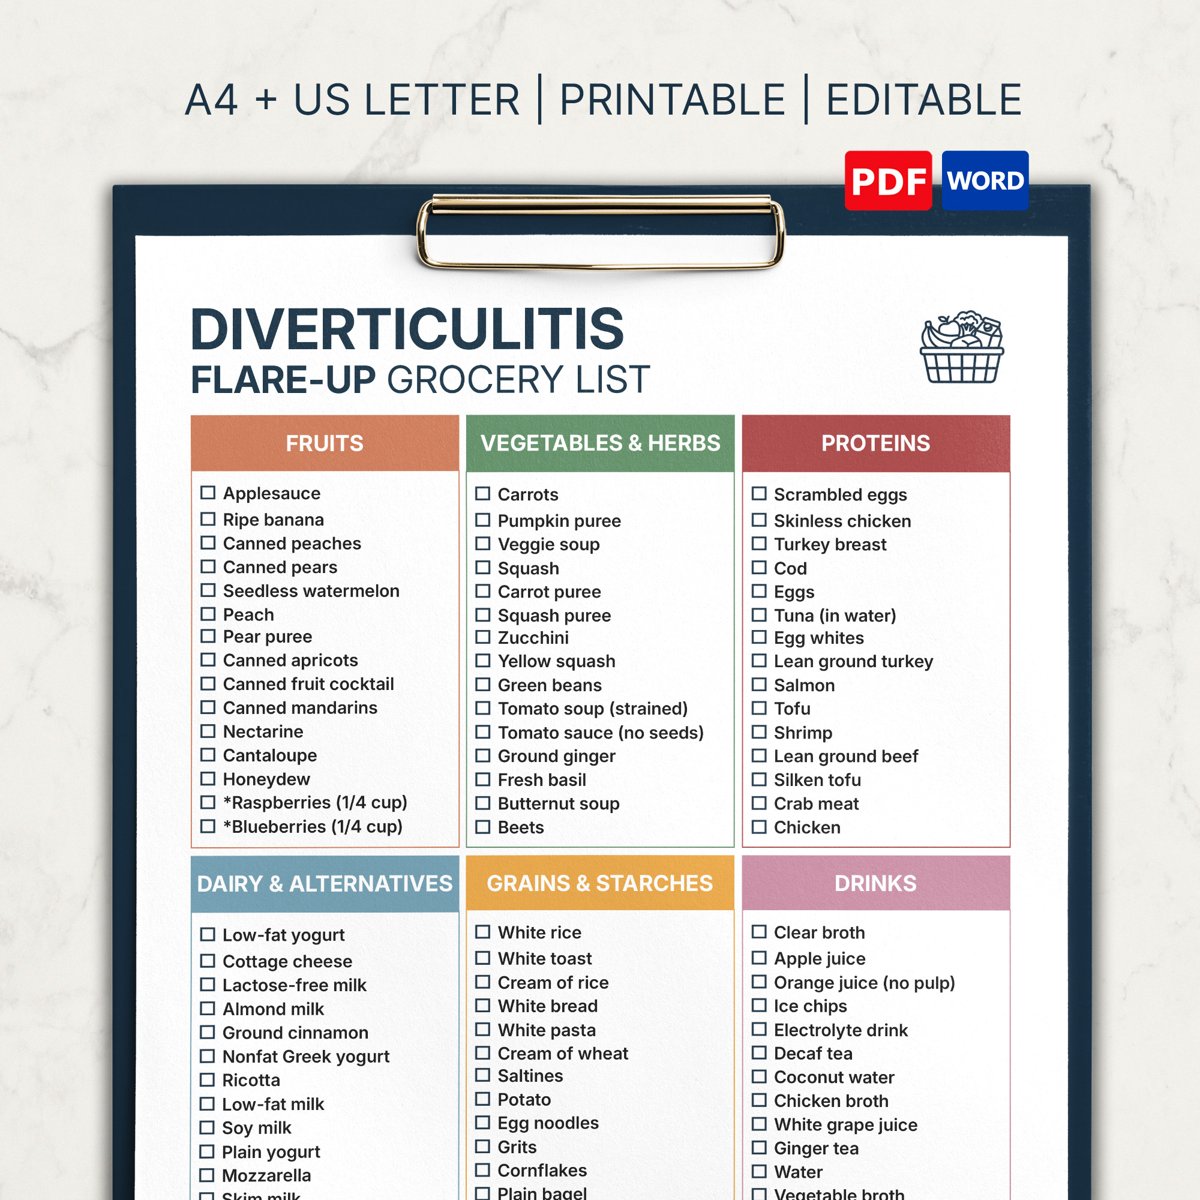 A4 + US LETTER | PRINTABLE | EDITABLE
PDF
WORD
DIVERTICULITIS
FLARE-UP GROCERY LIST
FRUITS
Applesauce
Ripe banana
Canned peaches
Canned pears
Seedless watermelon
Peach
Pear puree
Canned apricots
Canned fruit cocktail
Canned mandarins
Nectarine
Cantaloupe
Honeydew
*Raspberries (1/4 cup)
*Blueberries (1/4 cup)
VEGETABLES & HERBS
Carrots
Pumpkin puree
Veggie soup
Squash
Carrot puree
Squash puree
Zucchini
Yellow squash
Green beans
Tomato soup (strained)
Tomato sauce (no seeds)
Ground ginger
Fresh basil
Butternut soup
Beets
PROTEINS
Scrambled eggs
Skinless chicken
Turkey breast
Cod
Eggs
Tuna (in water)
Egg whites
Lean ground turkey
Salmon
Tofu
Shrimp
Lean ground beef
Silken tofu
Crab meat
Chicken
DAIRY & ALTERNATIVES
Low-fat yogurt
Cottage cheese
Lactose-free milk
Almond milk
Ground cinnamon
Nonfat Greek yogurt
Ricotta
Low-fat milk
Soy milk
Plain yogurt
Mozzarella
Skim milk
GRAINS & STARCHES
White rice
White toast
Cream of rice
White bread
White pasta
Cream of wheat
Saltines
Potato
Egg noodles
Grits
Cornflakes
Plain bagel
DRINKS
Clear broth
Apple juice
Orange juice (no pulp)
Ice chips
Electrolyte drink
Decaf tea
Coconut water
Chicken broth
White grape juice
Ginger tea
Water
Vegetable broth